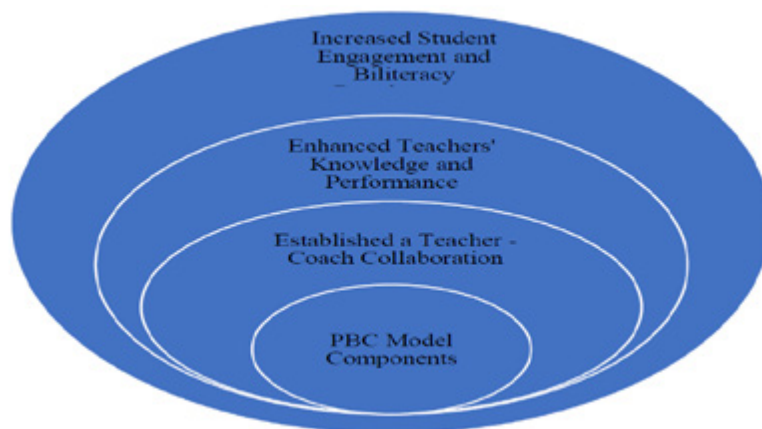 Increased Student
Engagement and
Biliteracy
Enhanced Teachers'
Knowledge and
Performance
Established a Teacher -
Coach Collaboration
PBC Model
Components